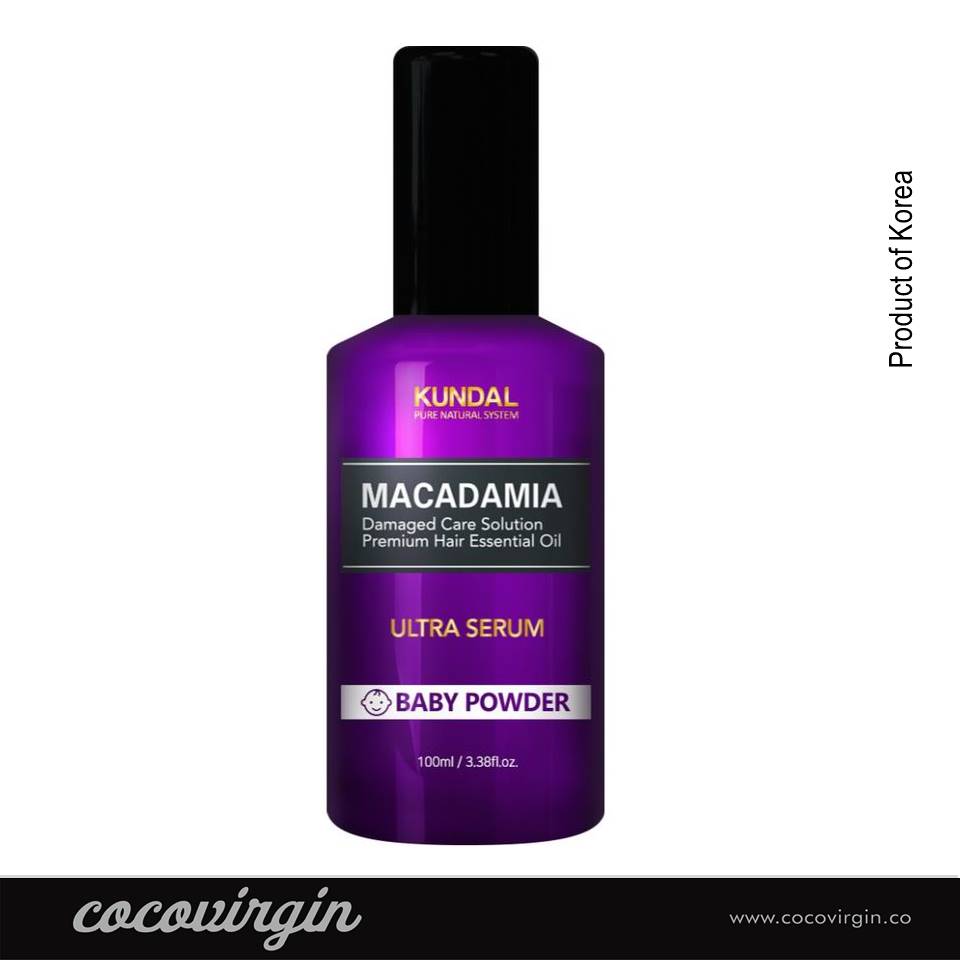 Product of Korea
KUNDAL
PURE NATURAL SYSTEM
MACADAMIA
Damaged Care Solution
Premium Hair Essential Oil
ULTRA SERUM
BABY POWDER
100ml / 3.38fl.oz.
cocovirgin
www.cocovirgin.co